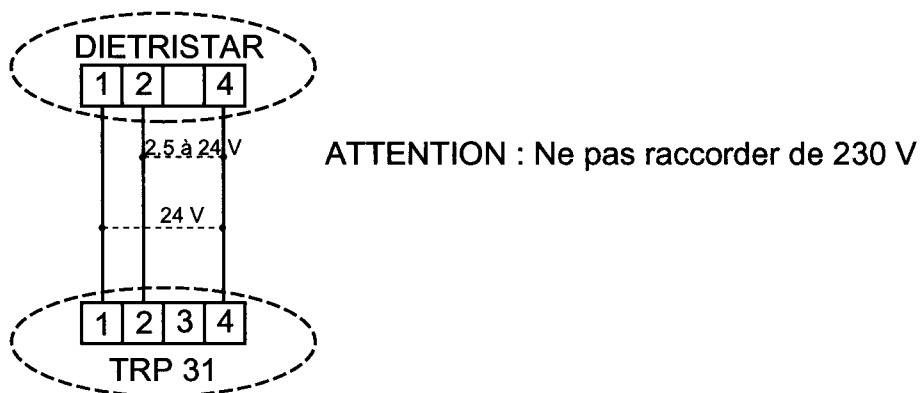 DIETRISTAR
1 2 4
2,5 à 24 V
ATTENTION : Ne pas raccorder de 230 V
24 V
1 2 3 4
TRP 31